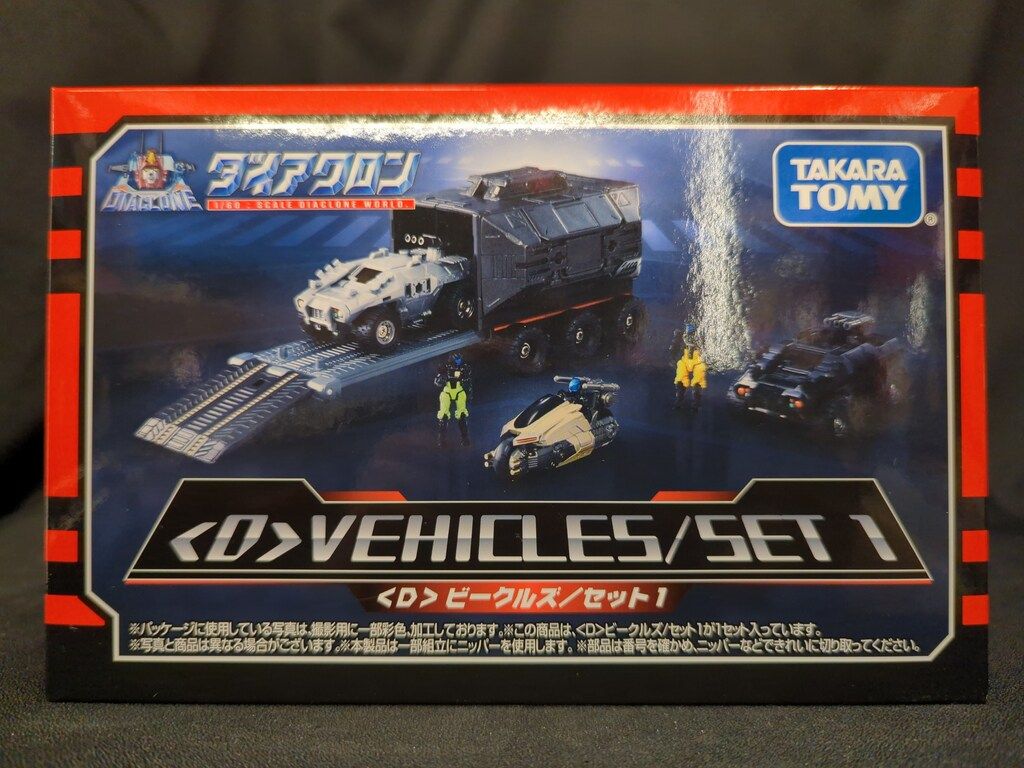 DIACLONE
ダイアクロン
1/60 - SCALE DIACLONE WORLD
TAKARA
TOMY
®
<D>VEHICLES/SET 1
<D>ビークルズ/セット1
※パッケージに使用している写真は、撮影用に一部彩色、加工しております。※この商品は、<D>ビークルズ/セット1が1セット入っています。
※写真と商品は異なる場合がございます。※本製品は一部組立にニッパーを使用します。※部品は番号を確かめ、ニッパーなどできれいに切り取ってください。